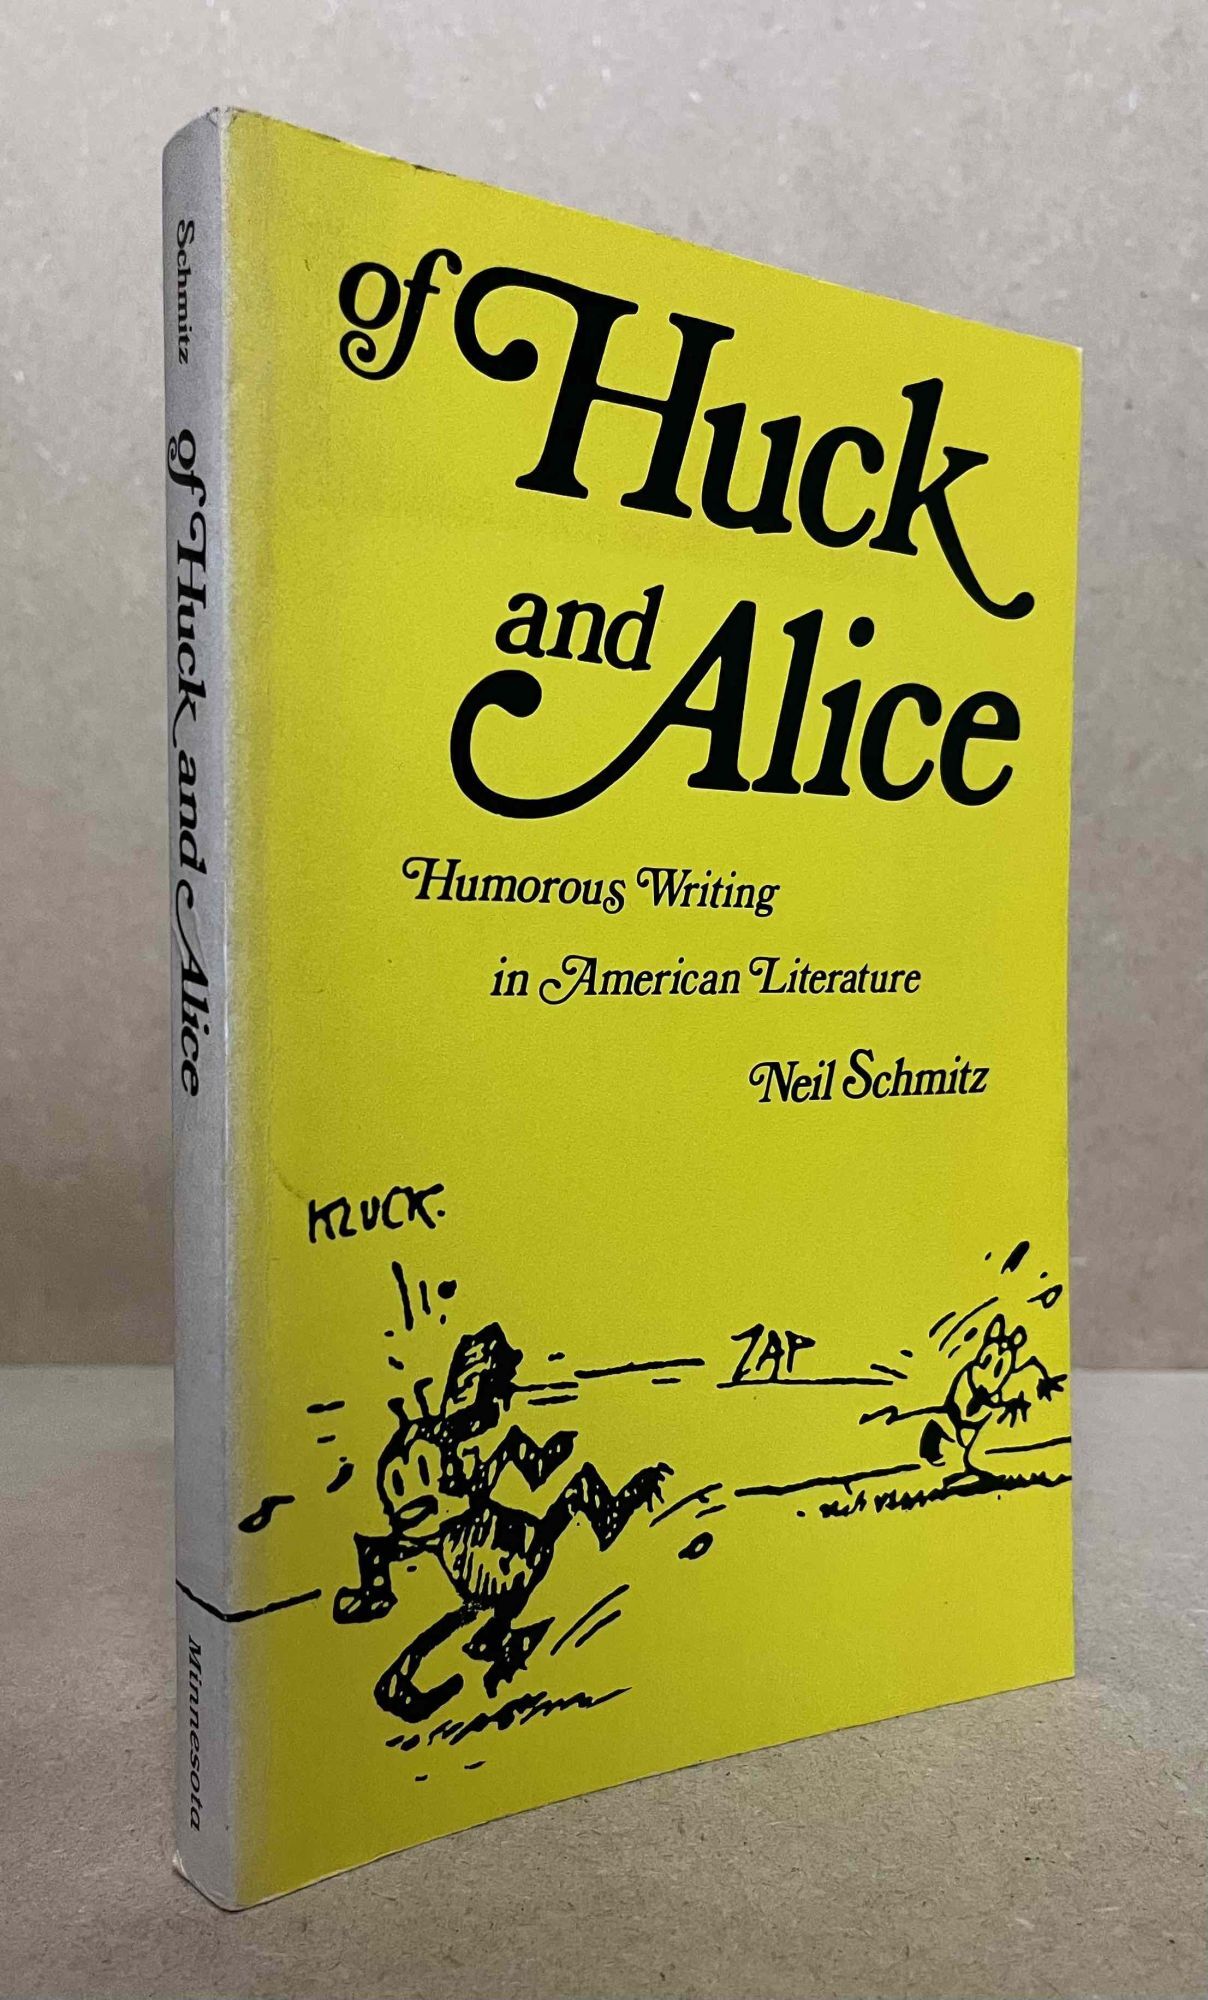 Schmitz of Huck and Alice Minnesota
of Huck
and Alice
Humorous Writing
in American Literature
Neil Schmitz
KLUCK.
ZAP